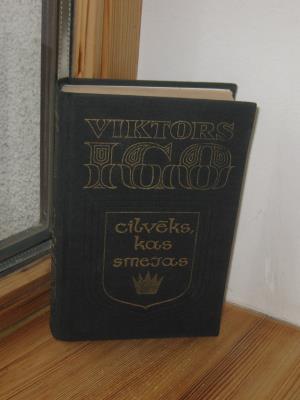 VIKTORS
IGO
cilvēks,
kas
smejas